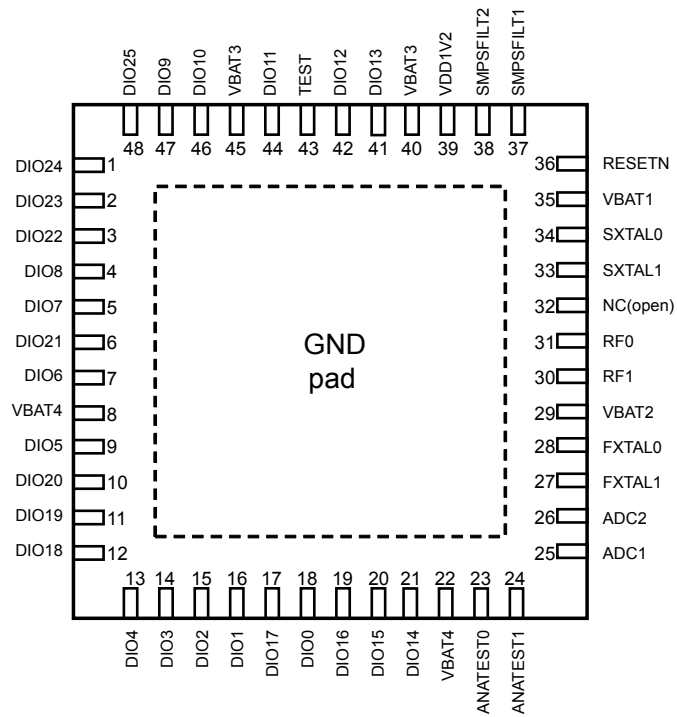 DIO25 DIO9 DIO10 VBAT3 DIO11 TEST DIO12 DIO13 VBAT3 VDD1V2 SMPSFILT2 SMPSFILT1
48 47 46 45 44 43 42 41 40 39 38 37
DIO24 1 36 RESETN
DIO23 2 35 VBAT1
DIO22 3 34 SXTAL0
DIO8 4 33 SXTAL1
DIO7 5 32 NC(open)
DIO21 6 31 RF0
GND
DIO6 7 30 RF1
pad
VBAT4 8 29 VBAT2
DIO5 9 28 FXTAL0
DIO20 10 27 FXTAL1
DIO19 11 26 ADC2
DIO18 12 25 ADC1
13 14 15 16 17 18 19 20 21 22 23 24
DIO4 DIO3 DIO2 DIO1 DIO17 DIO0 DIO16 DIO15 DIO14 VBAT4 ANATEST0 ANATEST1